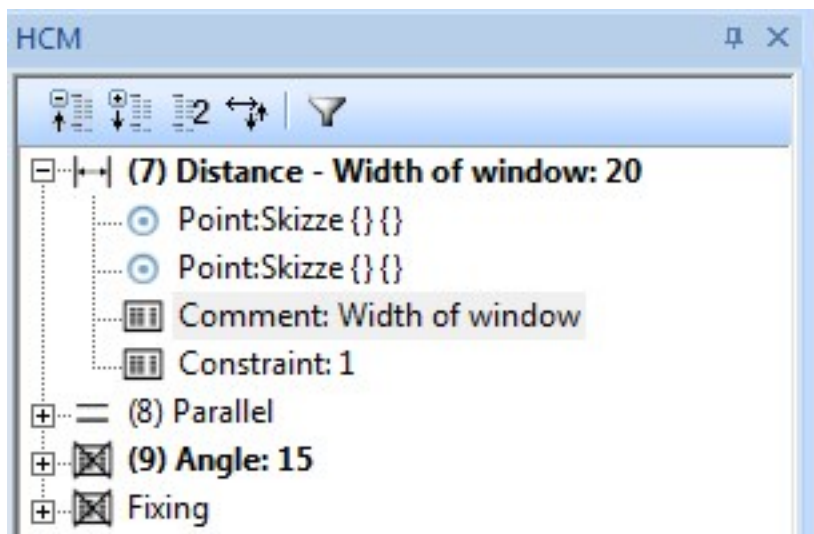 HCM
2
(7) Distance - Width of window: 20
Point:Skizze {} {}
Point:Skizze {} {}
Comment: Width of window
Constraint: 1
(8) Parallel
(9) Angle: 15
Fixing